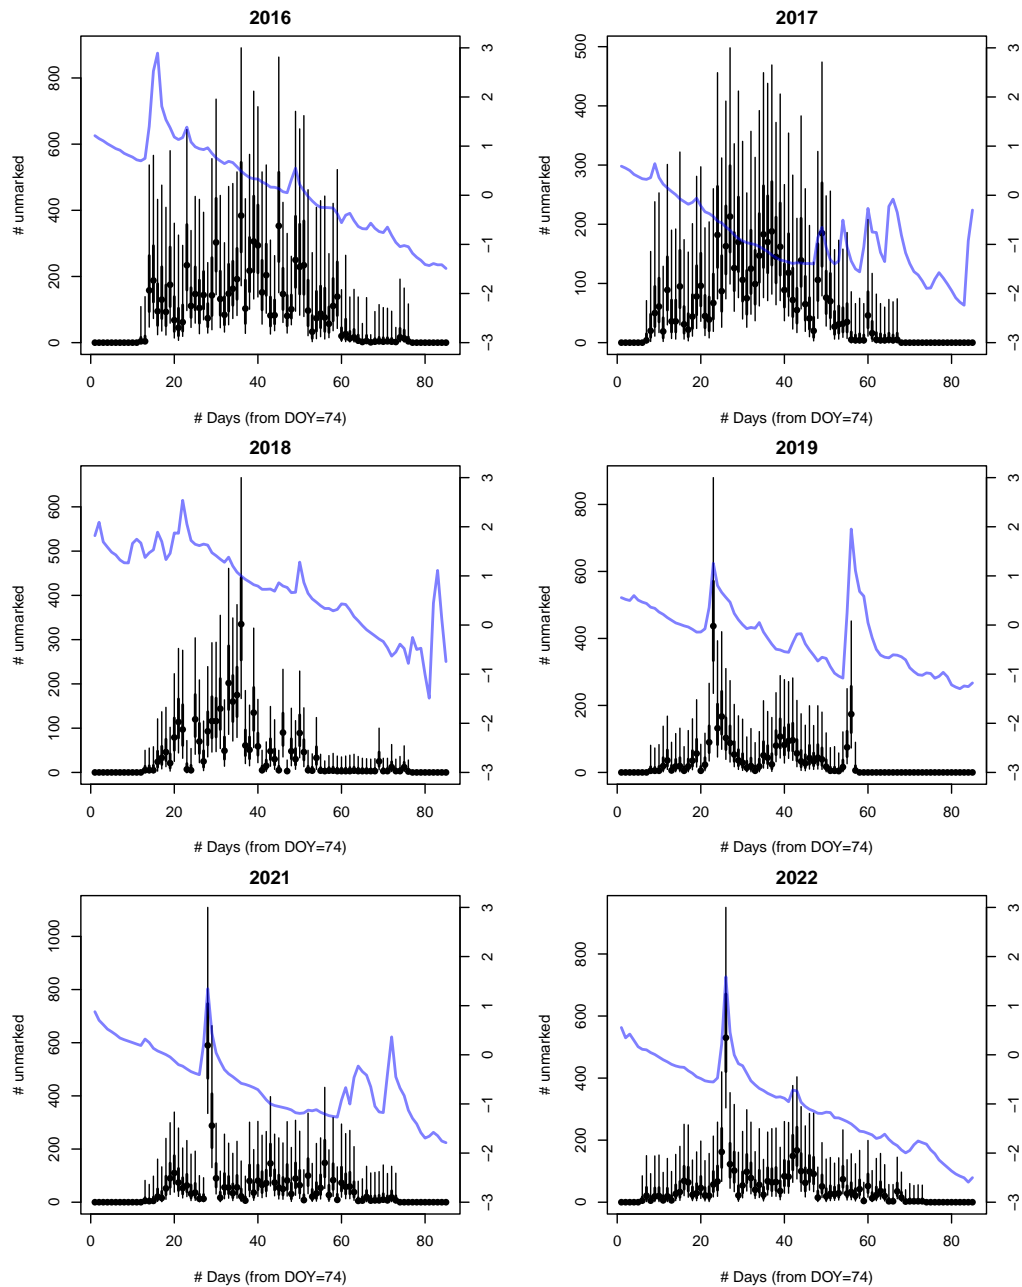 2016 2017
800 600 400 200 0 # unmarked 3 2 1 0 −1 −2 −3 500 400 300 200 100 0 # unmarked 3 2 1 0 −1 −2 −3
0 20 40 60 80 0 20 40 60 80
# Days (from DOY=74) # Days (from DOY=74)
2018 2019
600 500 400 300 200 100 0 # unmarked 3 2 1 0 −1 −2 −3 800 600 400 200 0 # unmarked 3 2 1 0 −1 −2 −3
0 20 40 60 80 0 20 40 60 80
# Days (from DOY=74) # Days (from DOY=74)
2021 2022
1000 800 600 400 200 0 # unmarked 3 2 1 0 −1 −2 −3 800 600 400 200 0 # unmarked 3 2 1 0 −1 −2 −3
0 20 40 60 80 0 20 40 60 80
# Days (from DOY=74) # Days (from DOY=74)